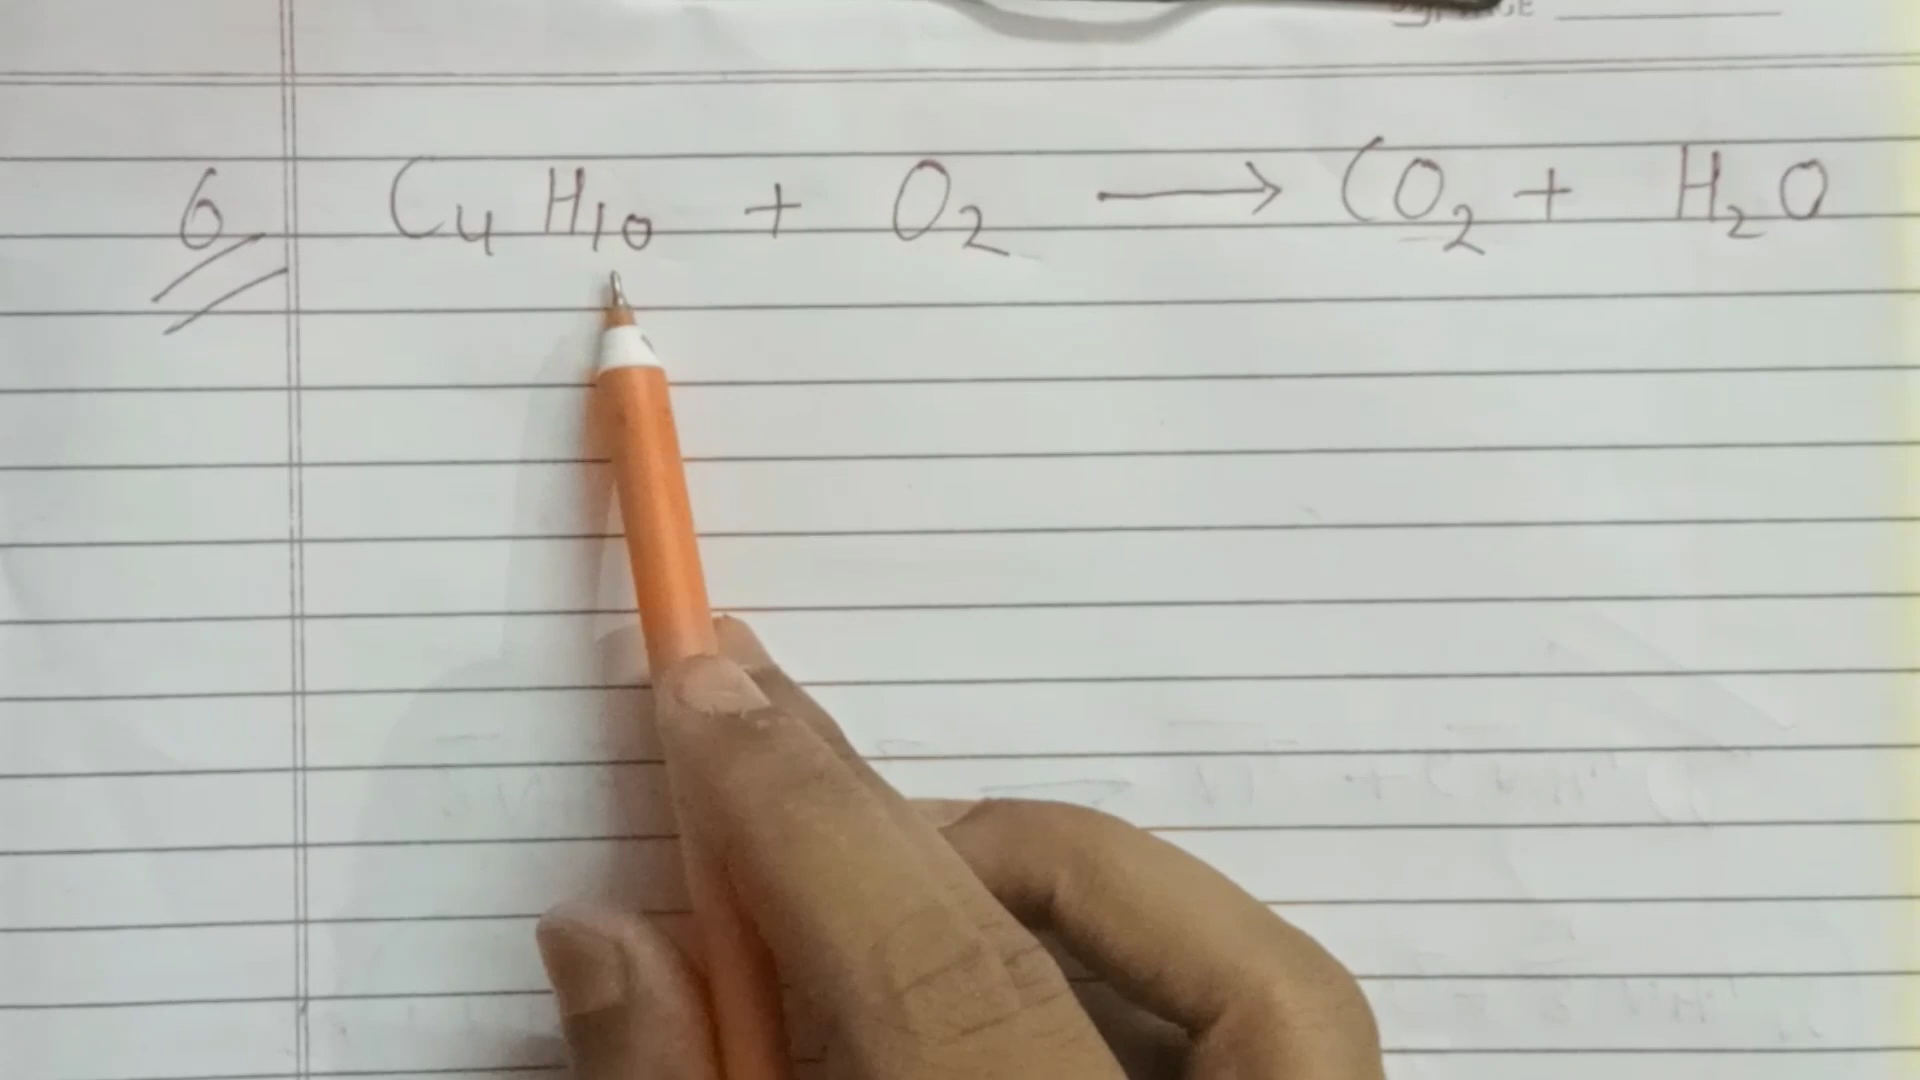 6 C4H10 + O2 → CO2 + H2O